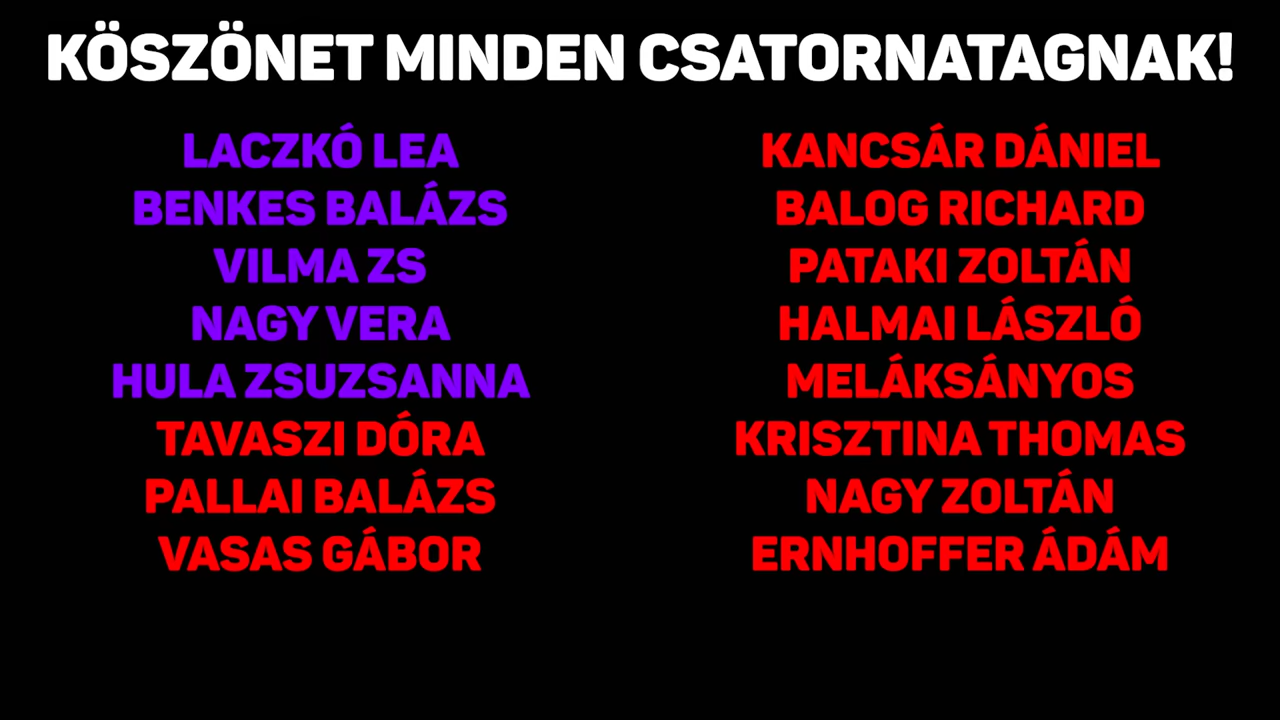 KÖSZÖNET MINDEN CSATORNATAGNAK!
LACZKÓ LEA
BENKES BALÁZS
VILMA ZS
NAGY VERA
HULA ZSUZSANNA
TAVASZI DÓRA
PALLAI BALÁZS
VASAS GÁBOR
KANCSÁR DÁNIEL
BALOG RICHARD
PATAKI ZOLTÁN
HALMAI LÁSZLÓ
MELÁKSÁNYOS
KRISZTINA THOMAS
NAGY ZOLTÁN
ERNHOFFER ÁDÁM